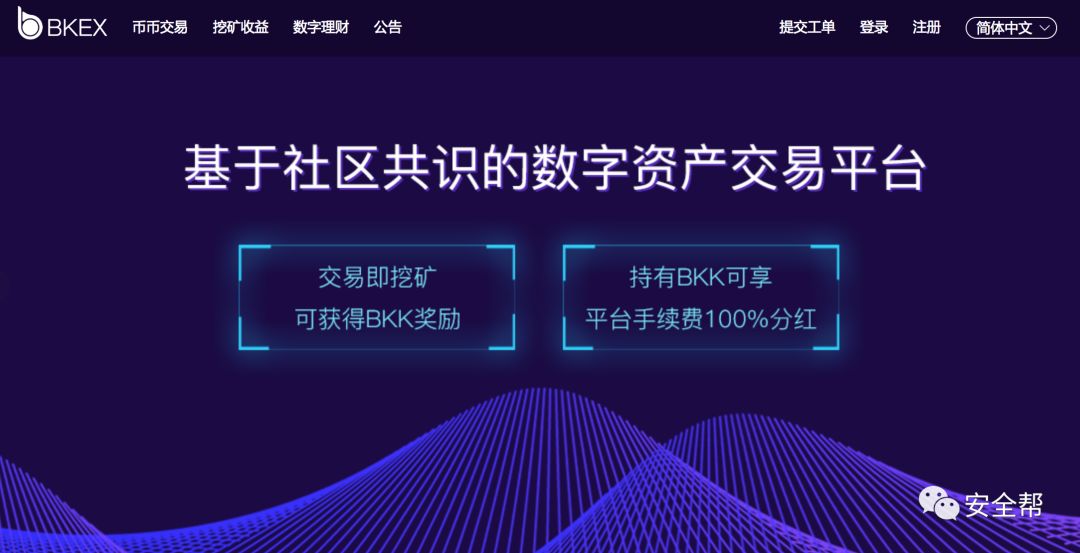 BKEX 币币交易 挖矿收益 数字理财 公告 提交工单 登录 注册 简体中文
基于社区共识的数字资产交易平台
交易即挖矿
可获得BKK奖励
持有BKK可享
平台手续费100%分红
安全帮